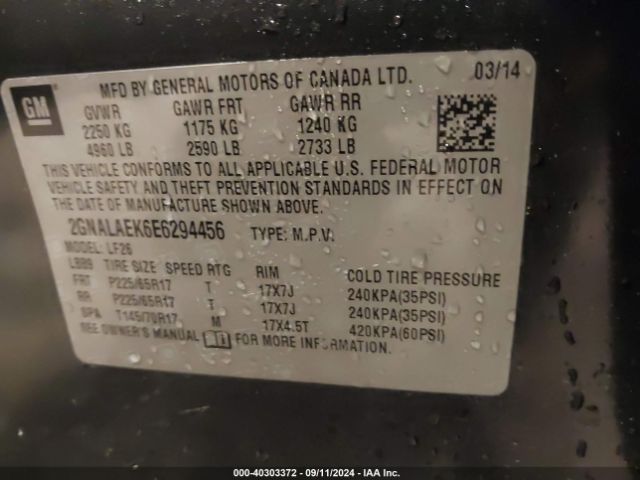 GM
MFD BY GENERAL MOTORS OF CANADA LTD. 03/14
GVWR GAWR FRT GAWR RR
2250 KG 1175 KG 1240 KG
4960 LB 2590 LB 2733 LB
THIS VEHICLE CONFORMS TO ALL APPLICABLE U.S. FEDERAL MOTOR
VEHICLE SAFETY AND THEFT PREVENTION STANDARDS IN EFFECT ON
THE DATE OF MANUFACTURE SHOWN ABOVE.
2GNALAEK6E6294456 TYPE: M.P.V.
MODEL: LF26
TIRE SIZE SPEED RTG RIM COLD TIRE PRESSURE
FRT P225/65R17 T 17X7J 240KPA(35PSI)
RR P225/65R17 T 17X7J 240KPA(35PSI)
SPA T145/70R17 M 17X4.5T 420KPA(60PSI)
SEE OWNER'S MANUAL FOR MORE INFORMATION.
000-40303372 - 09/11/2024 - IAA Inc.